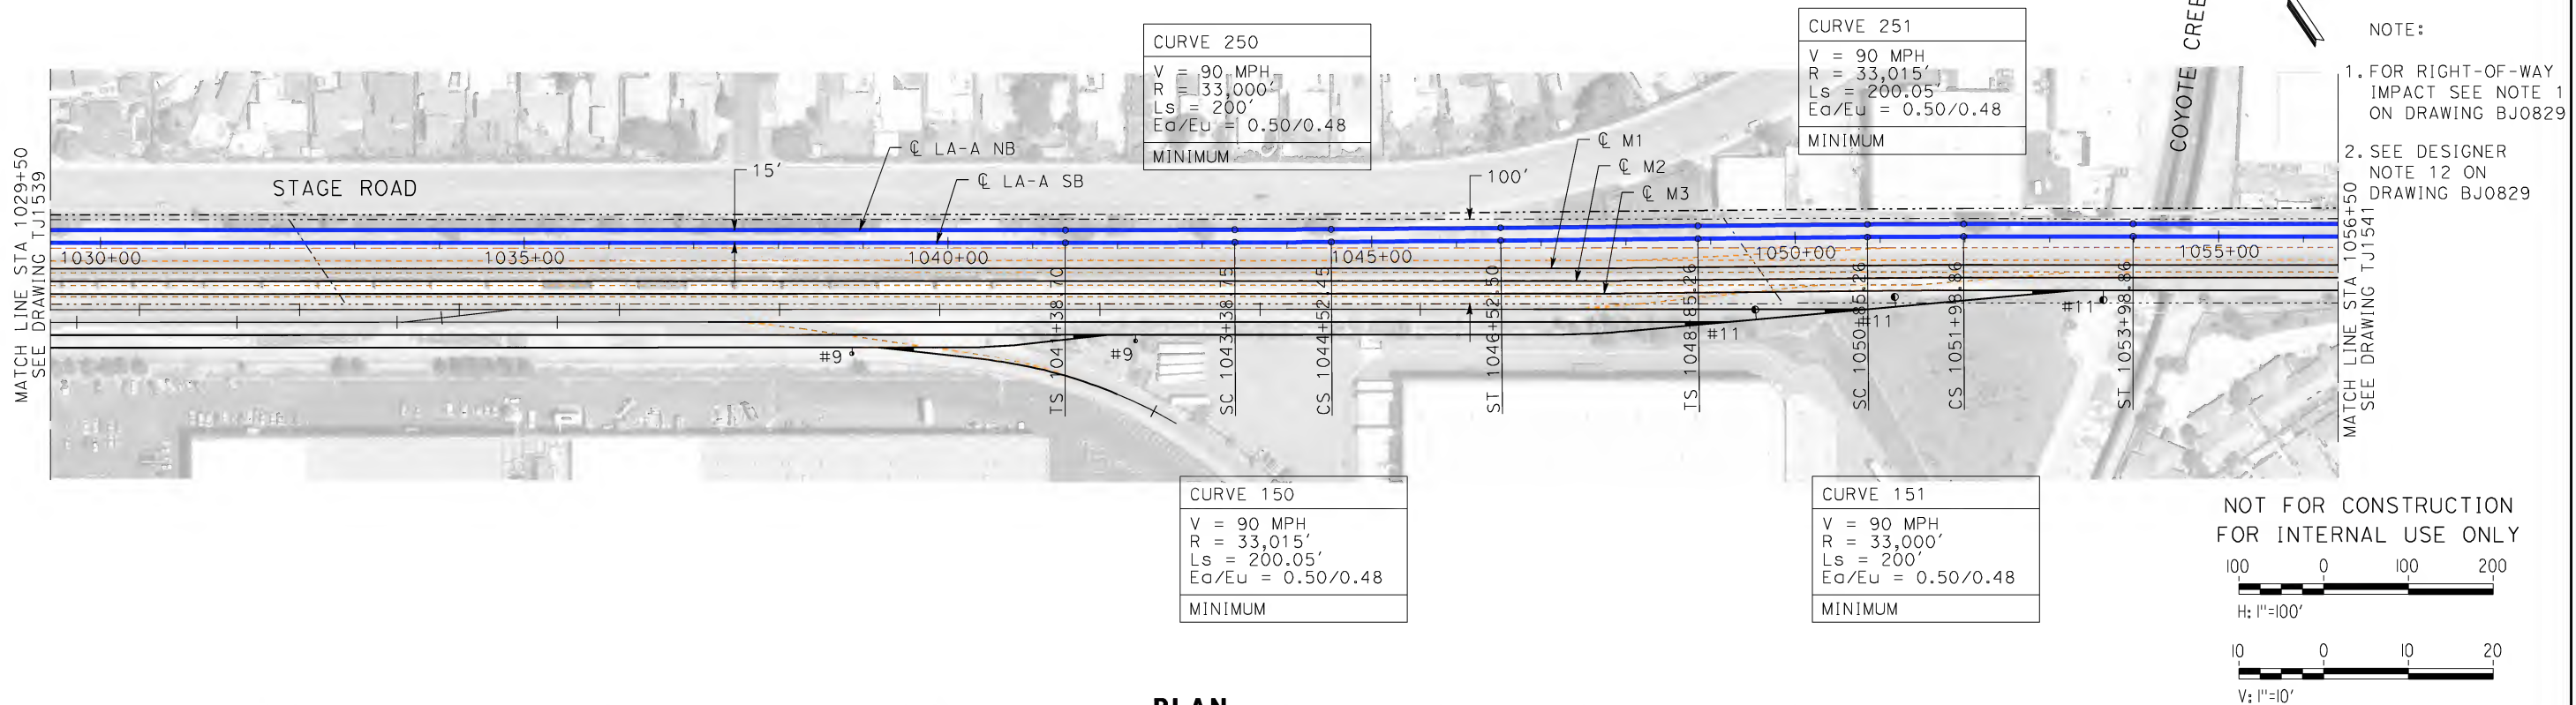 CURVE 250
V = 90 MPH
R = 33,000'
Ls = 200'
Ea/Eu = 0.50/0.48
MINIMUM
CURVE 251
V = 90 MPH
R = 33,015'
Ls = 200.05'
Ea/Eu = 0.50/0.48
MINIMUM
COYOTE CREE
NOTE:
1. FOR RIGHT-OF-WAY
IMPACT SEE NOTE 1
ON DRAWING BJ0829
2. SEE DESIGNER
NOTE 12 ON
DRAWING BJ0829
MATCH LINE STA 1029+50
SEE DRAWING TJ1539
STAGE ROAD
15'
℄ LA-A NB
℄ LA-A SB
100'
℄ M1
℄ M2
℄ M3
1030+00
1035+00
1040+00
1045+00
1050+00
1055+00
TS 1041+38.70
SC 1043+38.75
CS 1044+52.45
ST 1046+52.50
TS 1048+85.26
SC 1050+85.26
CS 1051+98.86
ST 1053+98.86
#9
#9
#11
#11
#11
MATCH LINE STA 1056+50
SEE DRAWING TJ1541
CURVE 150
V = 90 MPH
R = 33,015'
Ls = 200.05'
Ea/Eu = 0.50/0.48
MINIMUM
CURVE 151
V = 90 MPH
R = 33,000'
Ls = 200'
Ea/Eu = 0.50/0.48
MINIMUM
NOT FOR CONSTRUCTION
FOR INTERNAL USE ONLY
100 0 100 200
H: 1"=100'
10 0 10 20
V: 1"=10'
PLAN